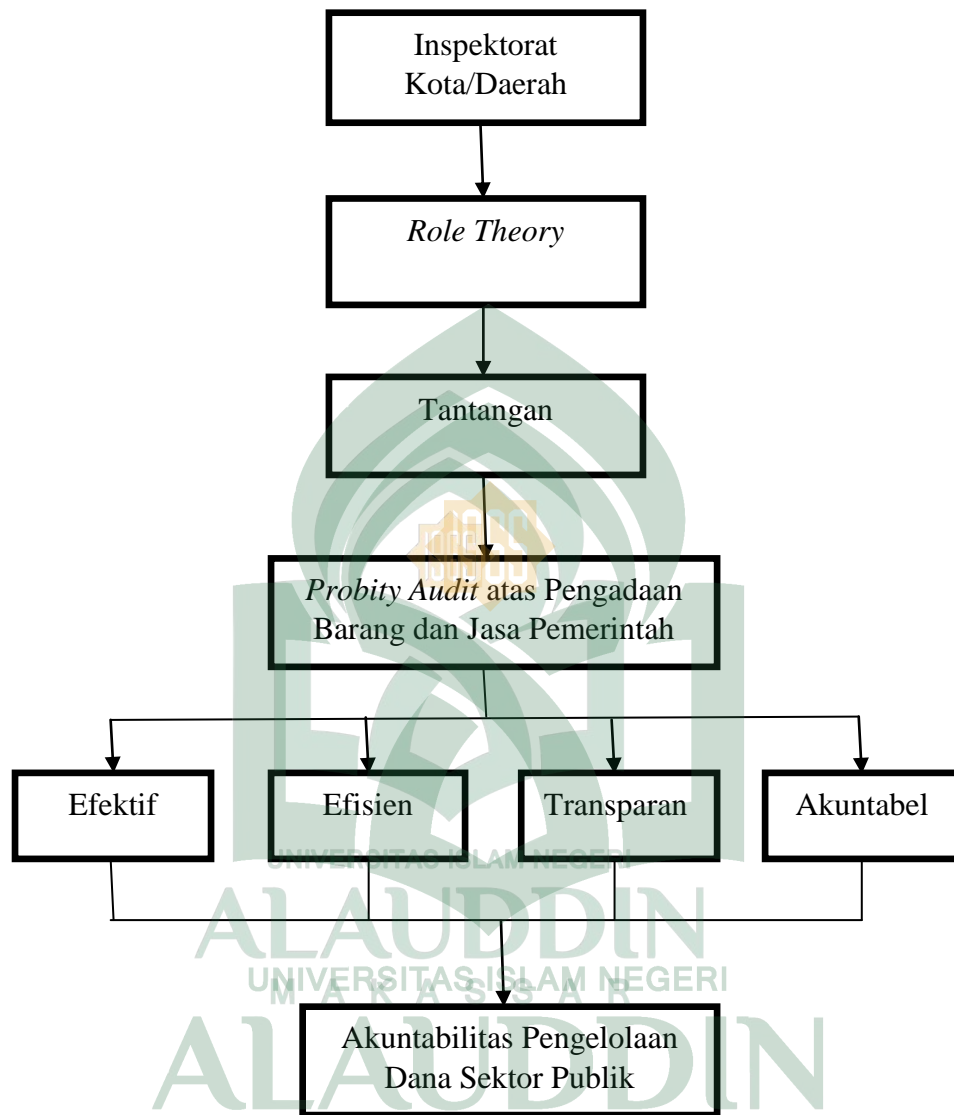 Inspektorat
Kota/Daerah
Role Theory
Tantangan
Probity Audit atas Pengadaan
Barang dan Jasa Pemerintah
Efektif
Efisien
Transparan
Akuntabel
UNIVERSITAS ISLAM NEGERI
ALAUDDIN
UNIVERSITAS ISLAM NEGERI
M A K A S S A R
Akuntabilitas Pengelolaan
Dana Sektor Publik
ALAUDDIN